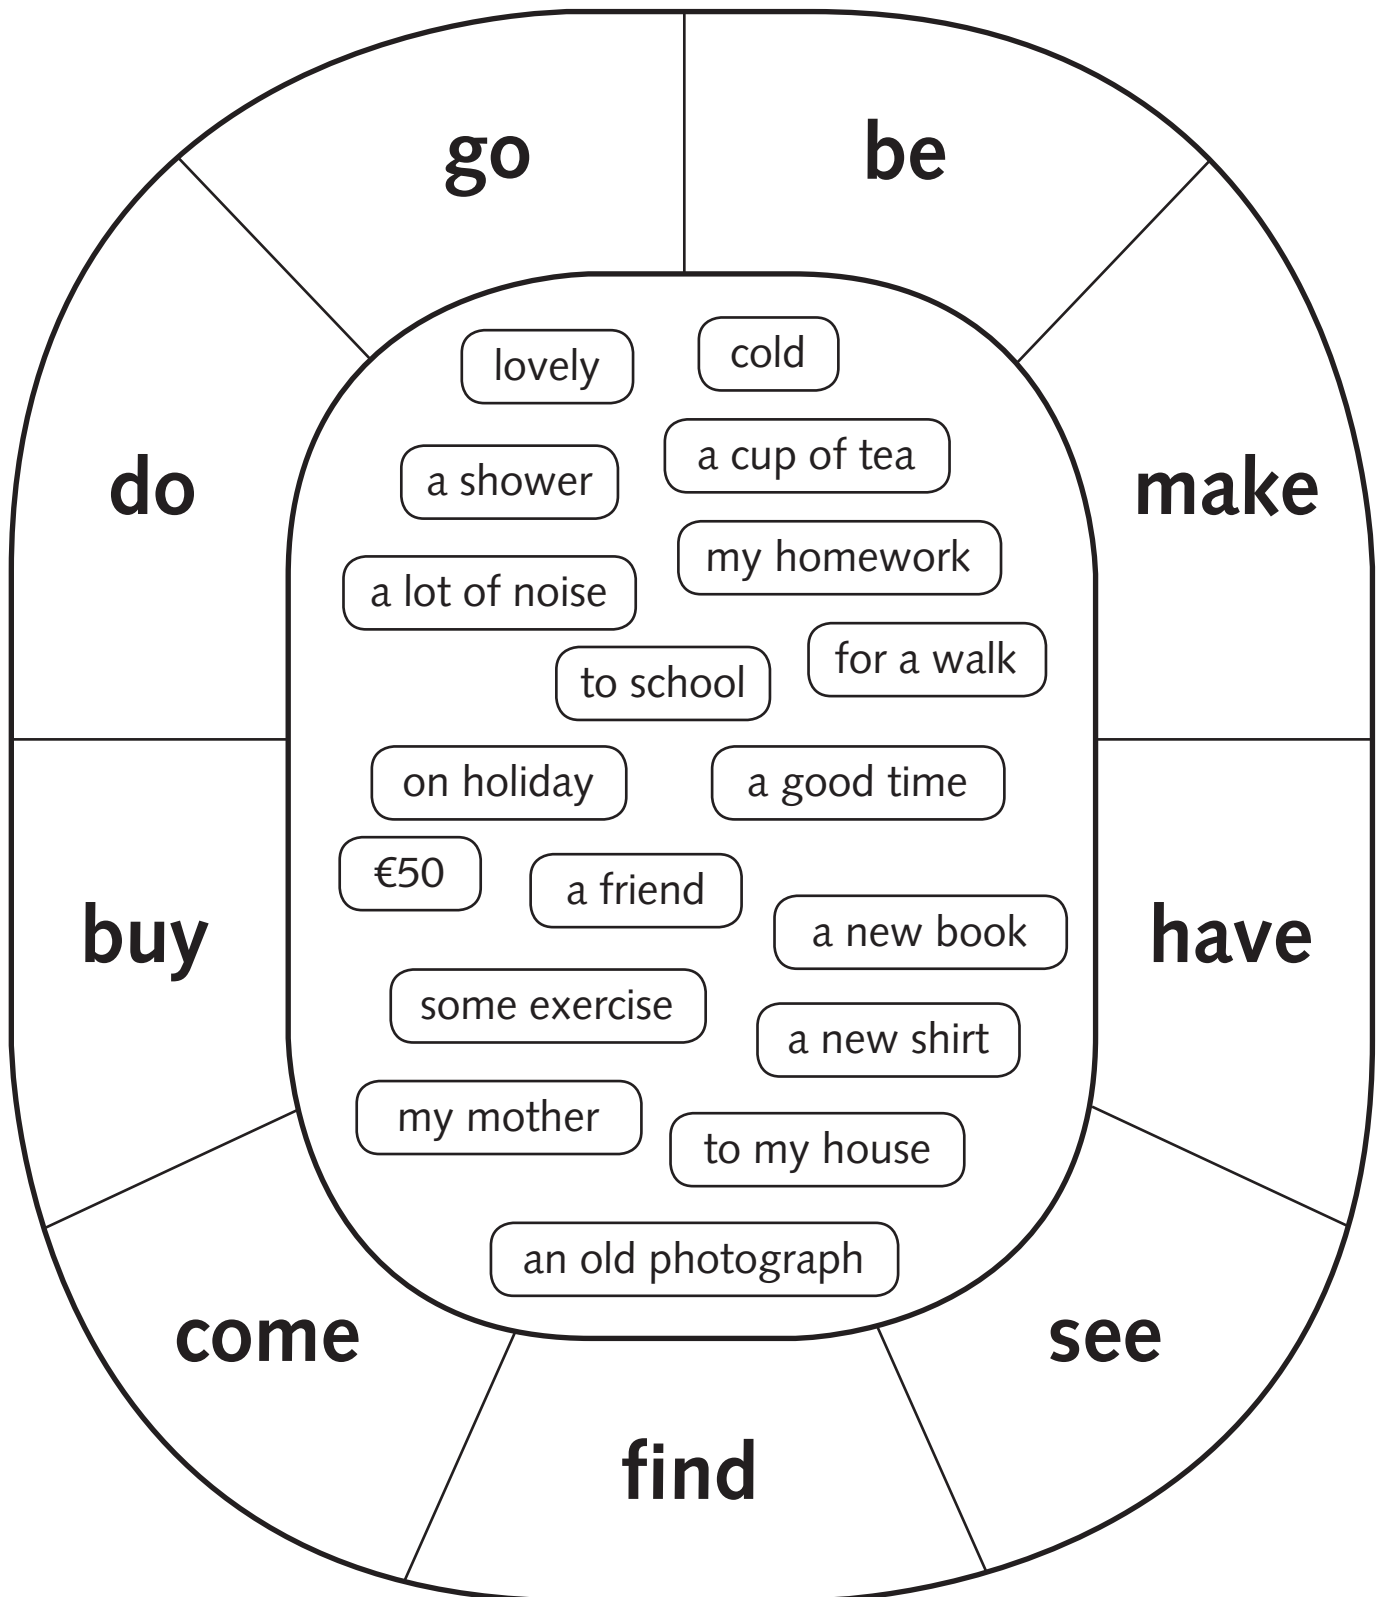 go
be
do
make
lovely
cold
a shower
a cup of tea
a lot of noise
my homework
to school
for a walk
on holiday
a good time
€50
a friend
a new book
buy
have
some exercise
a new shirt
my mother
to my house
an old photograph
come
see
find